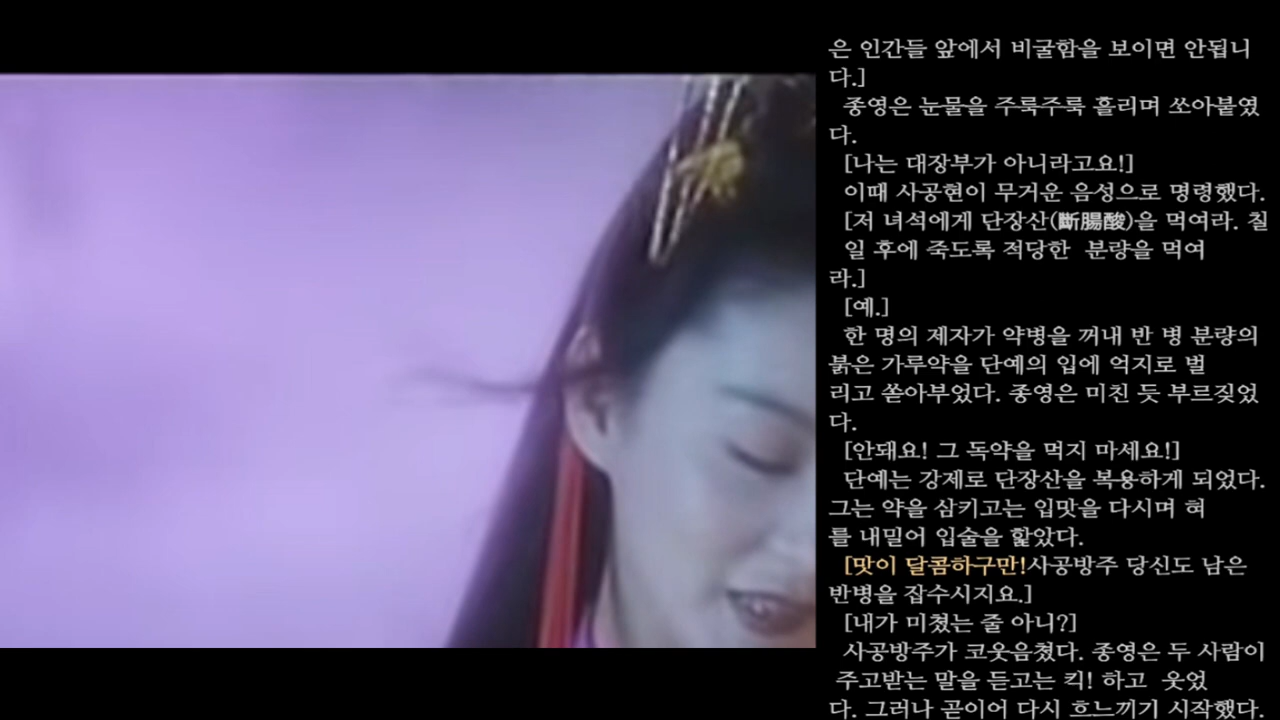 은 인간들 앞에서 비굴함을 보이면 안됩니
다.]
종영은 눈물을 주룩주룩 흘리며 쏘아붙였
다.
[나는 대장부가 아니라고요!]
이때 사공현이 무거운 음성으로 명령했다.
[저 녀석에게 단장산(斷腸酸)을 먹여라. 칠
일 후에 죽도록 적당한 분량을 먹여
라.]
[예.]
한 명의 제자가 약병을 꺼내 반 병 분량의
붉은 가루약을 단예의 입에 억지로 벌
리고 쏟아부었다. 종영은 미친 듯 부르짖었
다.
[안돼요! 그 독약을 먹지 마세요!]
단예는 강제로 단장산을 복용하게 되었다.
그는 약을 삼키고는 입맛을 다시며 혀
를 내밀어 입술을 핥았다.
[맛이 달콤하구만!사공방주 당신도 남은
반병을 잡수시지요.]
[내가 미쳤는 줄 아니?]
사공방주가 코웃음쳤다. 종영은 두 사람이
주고받는 말을 듣고는 킥! 하고 웃었
다. 그러나 곧이어 다시 흐느끼기 시작했다.